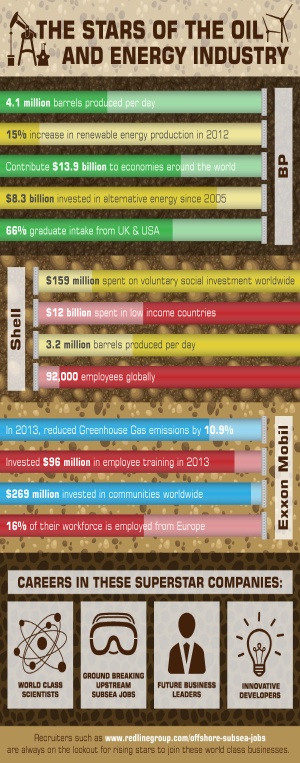 THE STARS OF THE OIL
AND ENERGY INDUSTRY
4.1 million barrels produced per day
15% increase in renewable energy production in 2012
Contribute $13.9 billion to economies around the world
$8.3 billion invested in alternative energy since 2005
66% graduate intake from UK & USA
BP
Shell
$159 million spent on voluntary social investment worldwide
$12 billion spent in low income countries
3.2 million barrels produced per day
92,000 employees globally
In 2013, reduced Greenhouse Gas emissions by 10.9%
Invested $96 million in employee training in 2013
$269 million invested in communities worldwide
16% of their workforce is employed from Europe
Exxon Mobil
CAREERS IN THESE SUPERSTAR COMPANIES:
WORLD CLASS
SCIENTISTS
GROUND BREAKING
UPSTREAM
SUBSEA JOBS
FUTURE BUSINESS
LEADERS
INNOVATIVE
DEVELOPERS
Recruiters such as www.redlinegroup.com/offshore-subsea-jobs
are always on the lookout for rising stars to join these world class businesses.